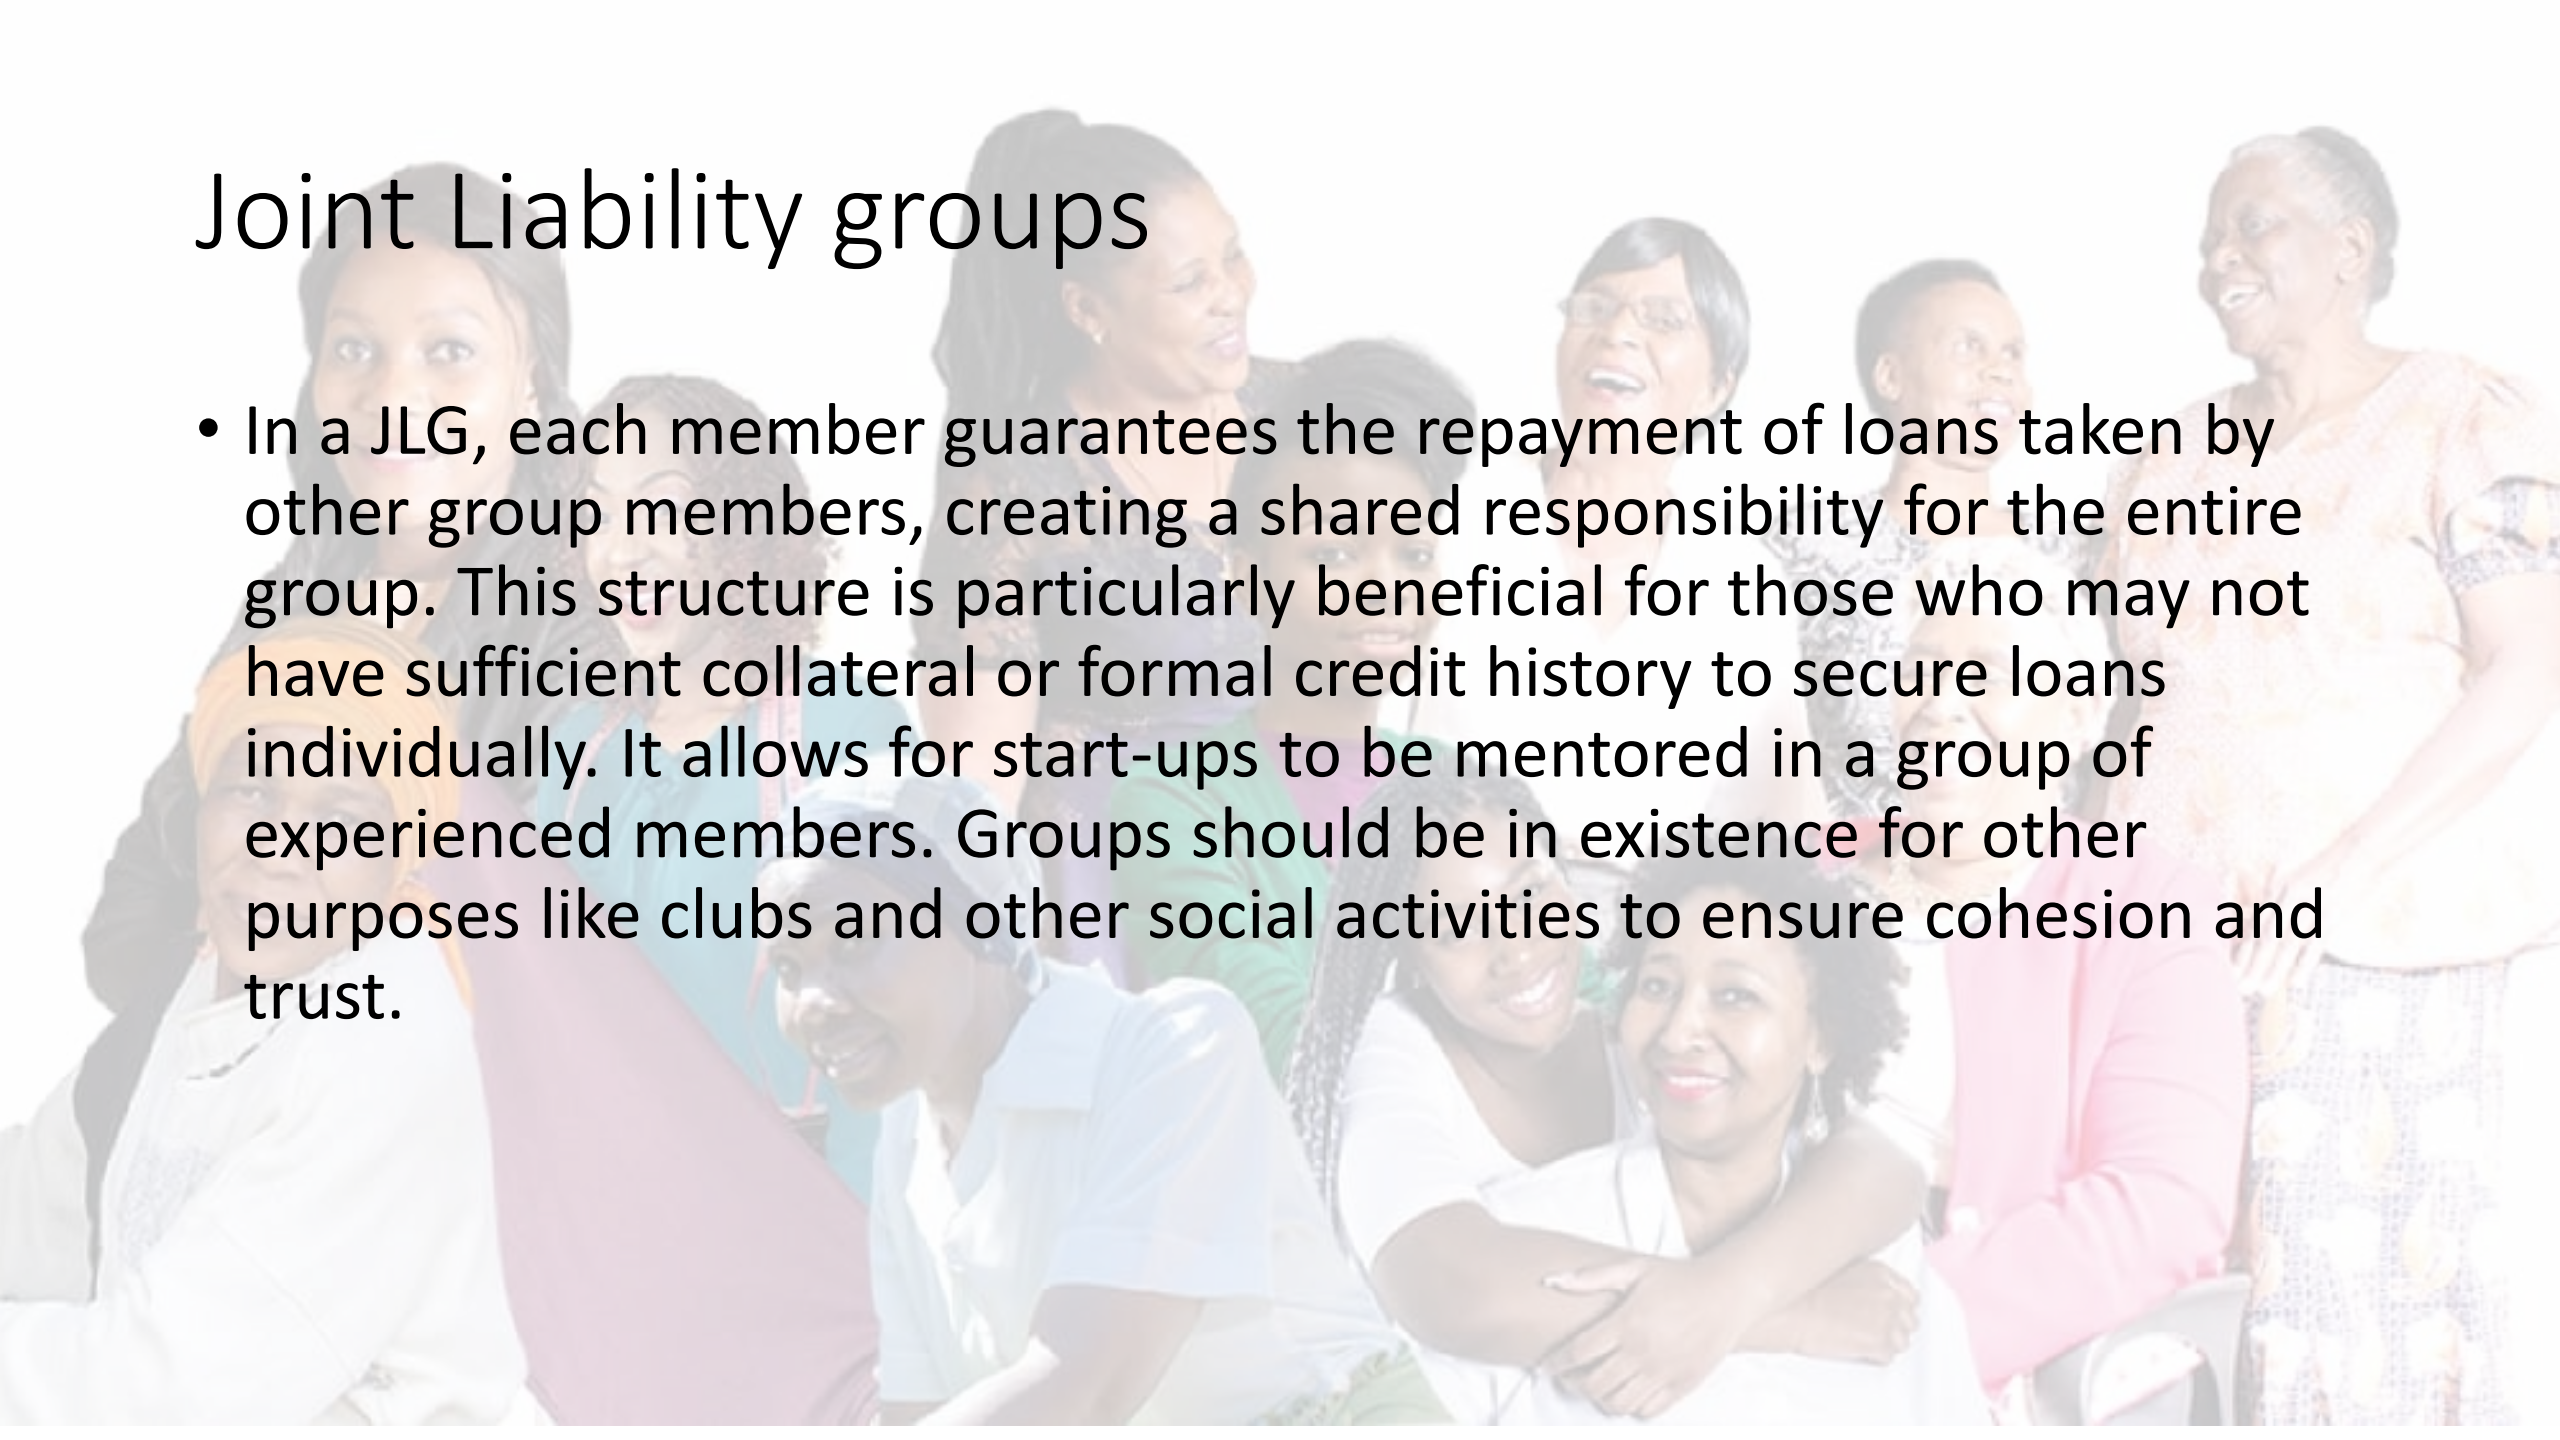 Joint Liability groups
• In a JLG, each member guarantees the repayment of loans taken by
other group members, creating a shared responsibility for the entire
group. This structure is particularly beneficial for those who may not
have sufficient collateral or formal credit history to secure loans
individually. It allows for start-ups to be mentored in a group of
experienced members. Groups should be in existence for other
purposes like clubs and other social activities to ensure cohesion and
trust.